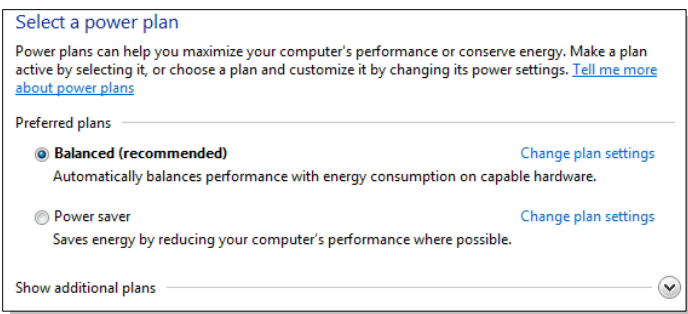 Select a power plan
Power plans can help you maximize your computer's performance or conserve energy. Make a plan
active by selecting it, or choose a plan and customize it by changing its power settings. Tell me more
about power plans
Preferred plans
Balanced (recommended) Change plan settings
Automatically balances performance with energy consumption on capable hardware.
Power saver Change plan settings
Saves energy by reducing your computer's performance where possible.
Show additional plans